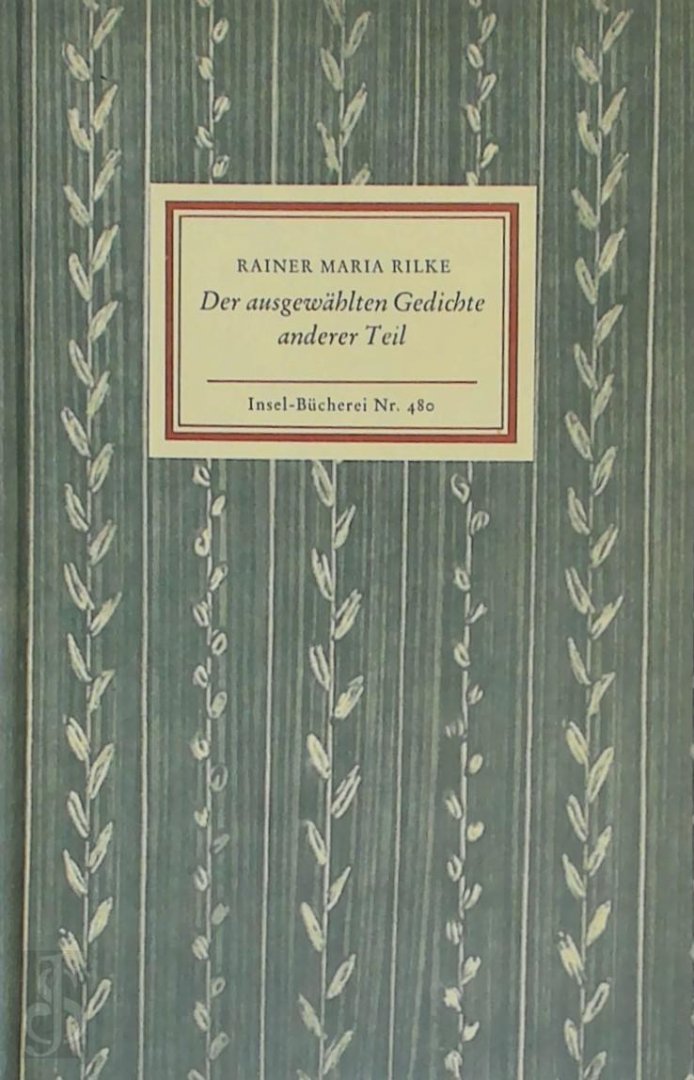 RAINER MARIA RILKE
Der ausgewählten Gedichte
anderer Teil
Insel-Bücherei Nr. 480